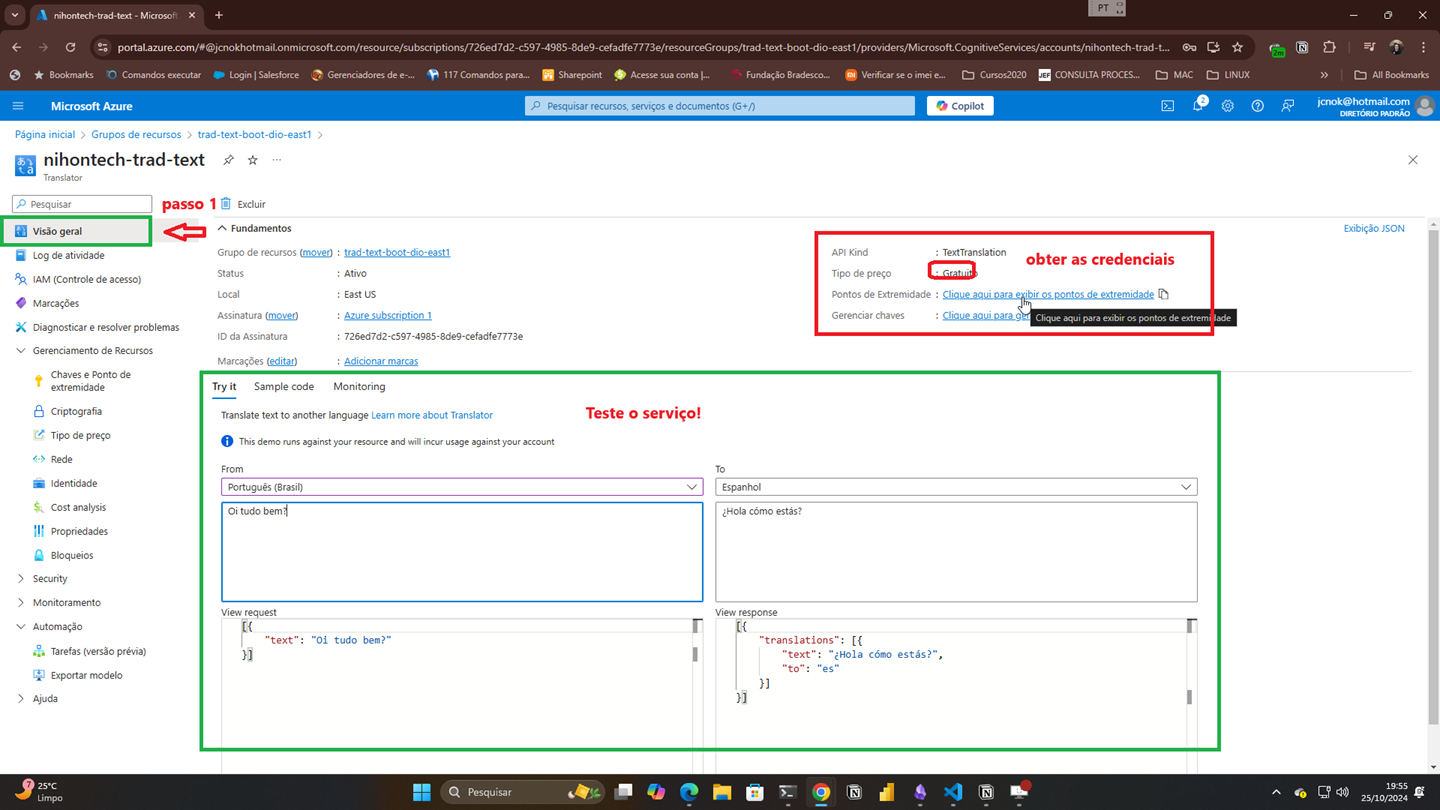 nihontech-trad-text - Microsoft
PT
portal.azure.com/#@jcnokhotmail.onmicrosoft.com/resource/subscriptions/726ed7d2-c597-4985-8de9-cefadfe7773e/resourceGroups/trad-text-boot-dio-east1/providers/Microsoft.CognitiveServices/accounts/nihontech-trad-t...
2m
Bookmarks
Comandos executar
Login | Salesforce
Gerenciadores de e-...
117 Comandos para...
Sharepoint
Acesse sua conta |...
Fundação Bradesco...
Verificar se o imei e...
Cursos2020
JEF CONSULTA PROCES...
MAC
LINUX
All Bookmarks
Microsoft Azure
Pesquisar recursos, serviços e documentos (G+/)
Copilot
2
jcnok@hotmail.com
DIRETÓRIO PADRÃO
Página inicial > Grupos de recursos > trad-text-boot-dio-east1 >
nihontech-trad-text
Translator
Pesquisar
passo 1
Excluir
Visão geral
Log de atividade
IAM (Controle de acesso)
Marcações
Diagnosticar e resolver problemas
Gerenciamento de Recursos
Chaves e Ponto de
extremidade
Criptografia
Tipo de preço
Rede
Identidade
Cost analysis
Propriedades
Bloqueios
Security
Monitoramento
Automação
Tarefas (versão prévia)
Exportar modelo
Ajuda
Fundamentos
Exibição JSON
Grupo de recursos (mover) : trad-text-boot-dio-east1
Status : Ativo
Local : East US
Assinatura (mover) : Azure subscription 1
ID da Assinatura : 726ed7d2-c597-4985-8de9-cefadfe7773e
Marcações (editar) : Adicionar marcas
API Kind : TextTranslation
obter as credenciais
Tipo de preço : Gratuito
Pontos de Extremidade : Clique aqui para exibir os pontos de extremidade
Gerenciar chaves : Clique aqui para ger
Clique aqui para exibir os pontos de extremidade
Try it
Sample code
Monitoring
Teste o serviço!
Translate text to another language Learn more about Translator
This demo runs against your resource and will incur usage against your account
From
Português (Brasil)
Oi tudo bem?
To
Espanhol
¿Hola cómo estás?
View request
[{
"text": "Oi tudo bem?"
}]
View response
[{
"translations": [{
"text": "¿Hola cómo estás?",
"to": "es"
}]
}]
7
25°C
Limpo
Pesquisar
19:55
25/10/2024